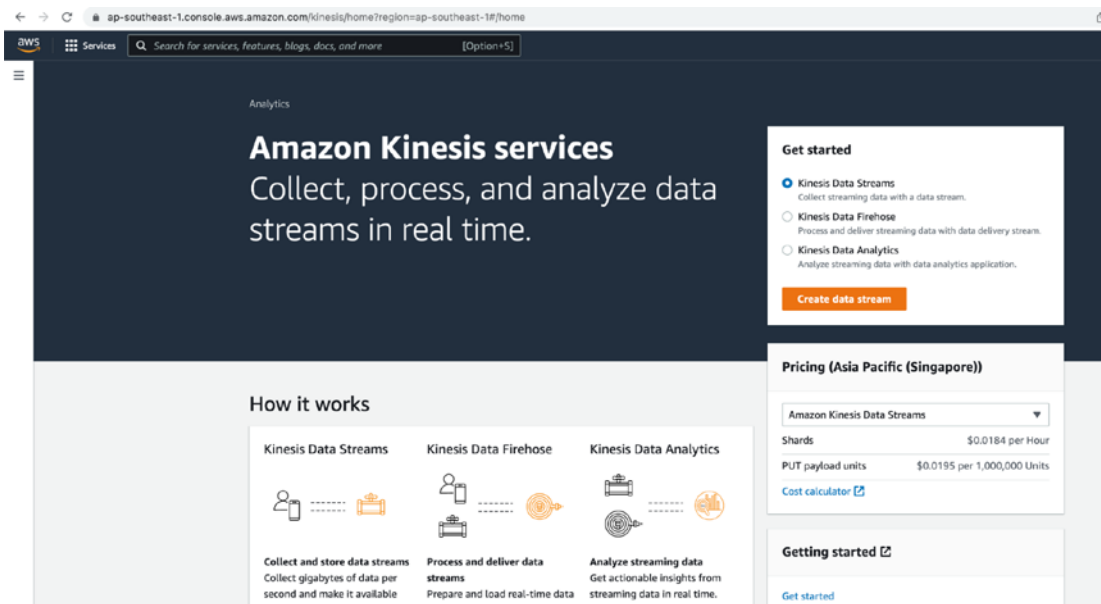 ap-southeast-1.console.aws.amazon.com/kinesis/home?region=ap-southeast-1#/home
aws
Services
Search for services, features, blogs, docs, and more
[Option+S]
Analytics
Amazon Kinesis services
Collect, process, and analyze data
streams in real time.
Get started
Kinesis Data Streams
Collect streaming data with a data stream.
Kinesis Data Firehose
Process and deliver streaming data with data delivery stream.
Kinesis Data Analytics
Analyze streaming data with data analytics application.
Create data stream
Pricing (Asia Pacific (Singapore))
Amazon Kinesis Data Streams
Shards $0.0184 per Hour
PUT payload units $0.0195 per 1,000,000 Units
Cost calculator
How it works
Kinesis Data Streams
Collect and store data streams
Collect gigabytes of data per
second and make it available
Kinesis Data Firehose
Process and deliver data
streams
Prepare and load real-time data
Kinesis Data Analytics
Analyze streaming data
Get actionable insights from
streaming data in real time.
Getting started
Get started